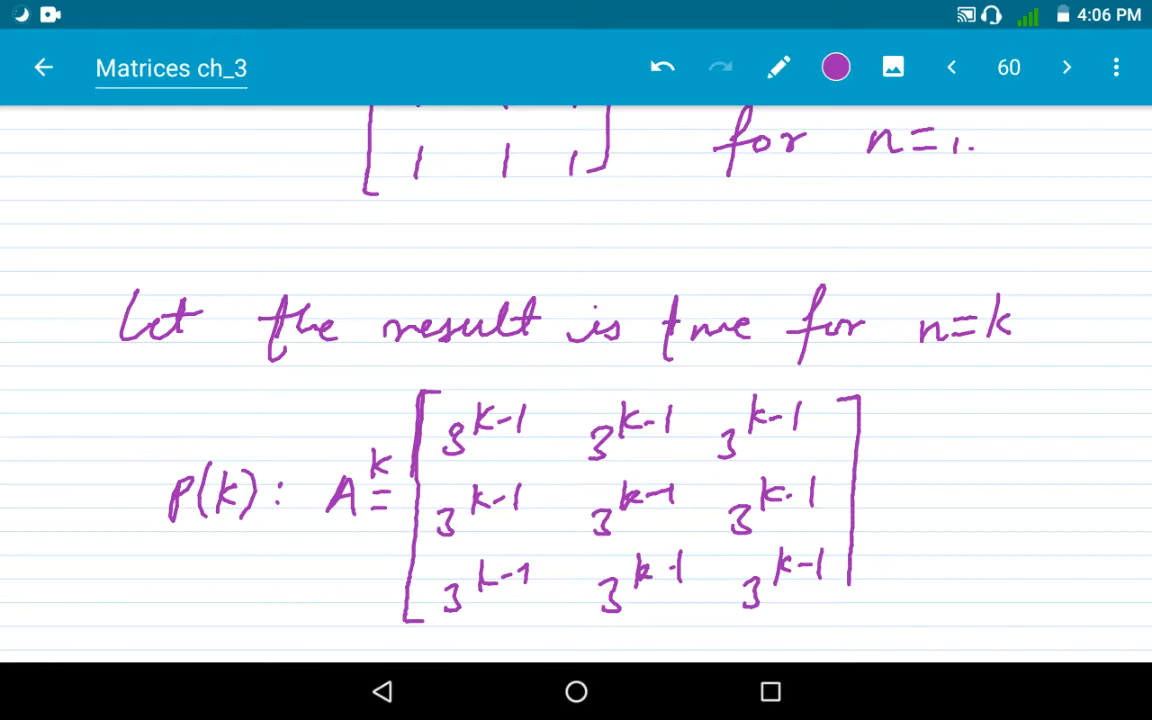 4:06 PM
Matrices ch_3
60
1 1 1 for n=1.
Let the result is true for n=k
3^{k-1} 3^{k-1} 3^{k-1}
P(k): A^k = 3^{k-1} 3^{k-1} 3^{k-1}
3^{k-1} 3^{k-1} 3^{k-1}